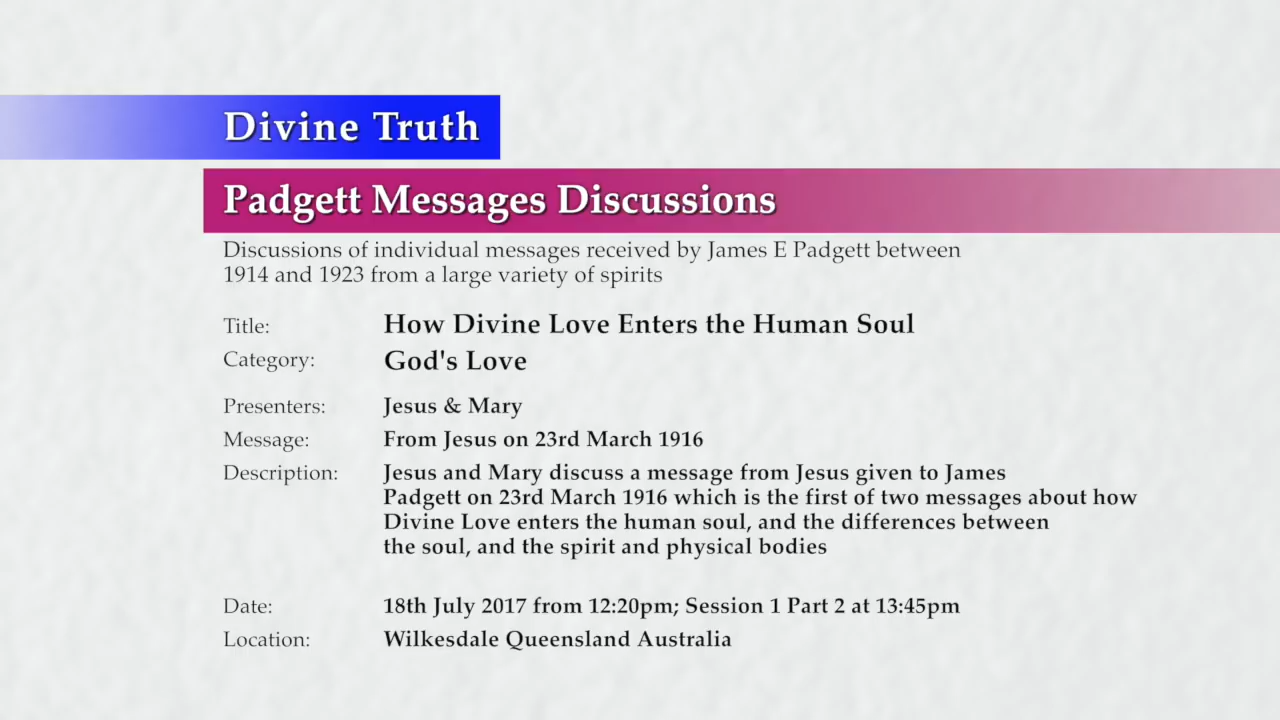 Divine Truth
Padgett Messages Discussions
Discussions of individual messages received by James E Padgett between
1914 and 1923 from a large variety of spirits
Title: How Divine Love Enters the Human Soul
Category: God's Love
Presenters: Jesus & Mary
Message: From Jesus on 23rd March 1916
Description: Jesus and Mary discuss a message from Jesus given to James
Padgett on 23rd March 1916 which is the first of two messages about how
Divine Love enters the human soul, and the differences between
the soul, and the spirit and physical bodies
Date: 18th July 2017 from 12:20pm; Session 1 Part 2 at 13:45pm
Location: Wilkesdale Queensland Australia